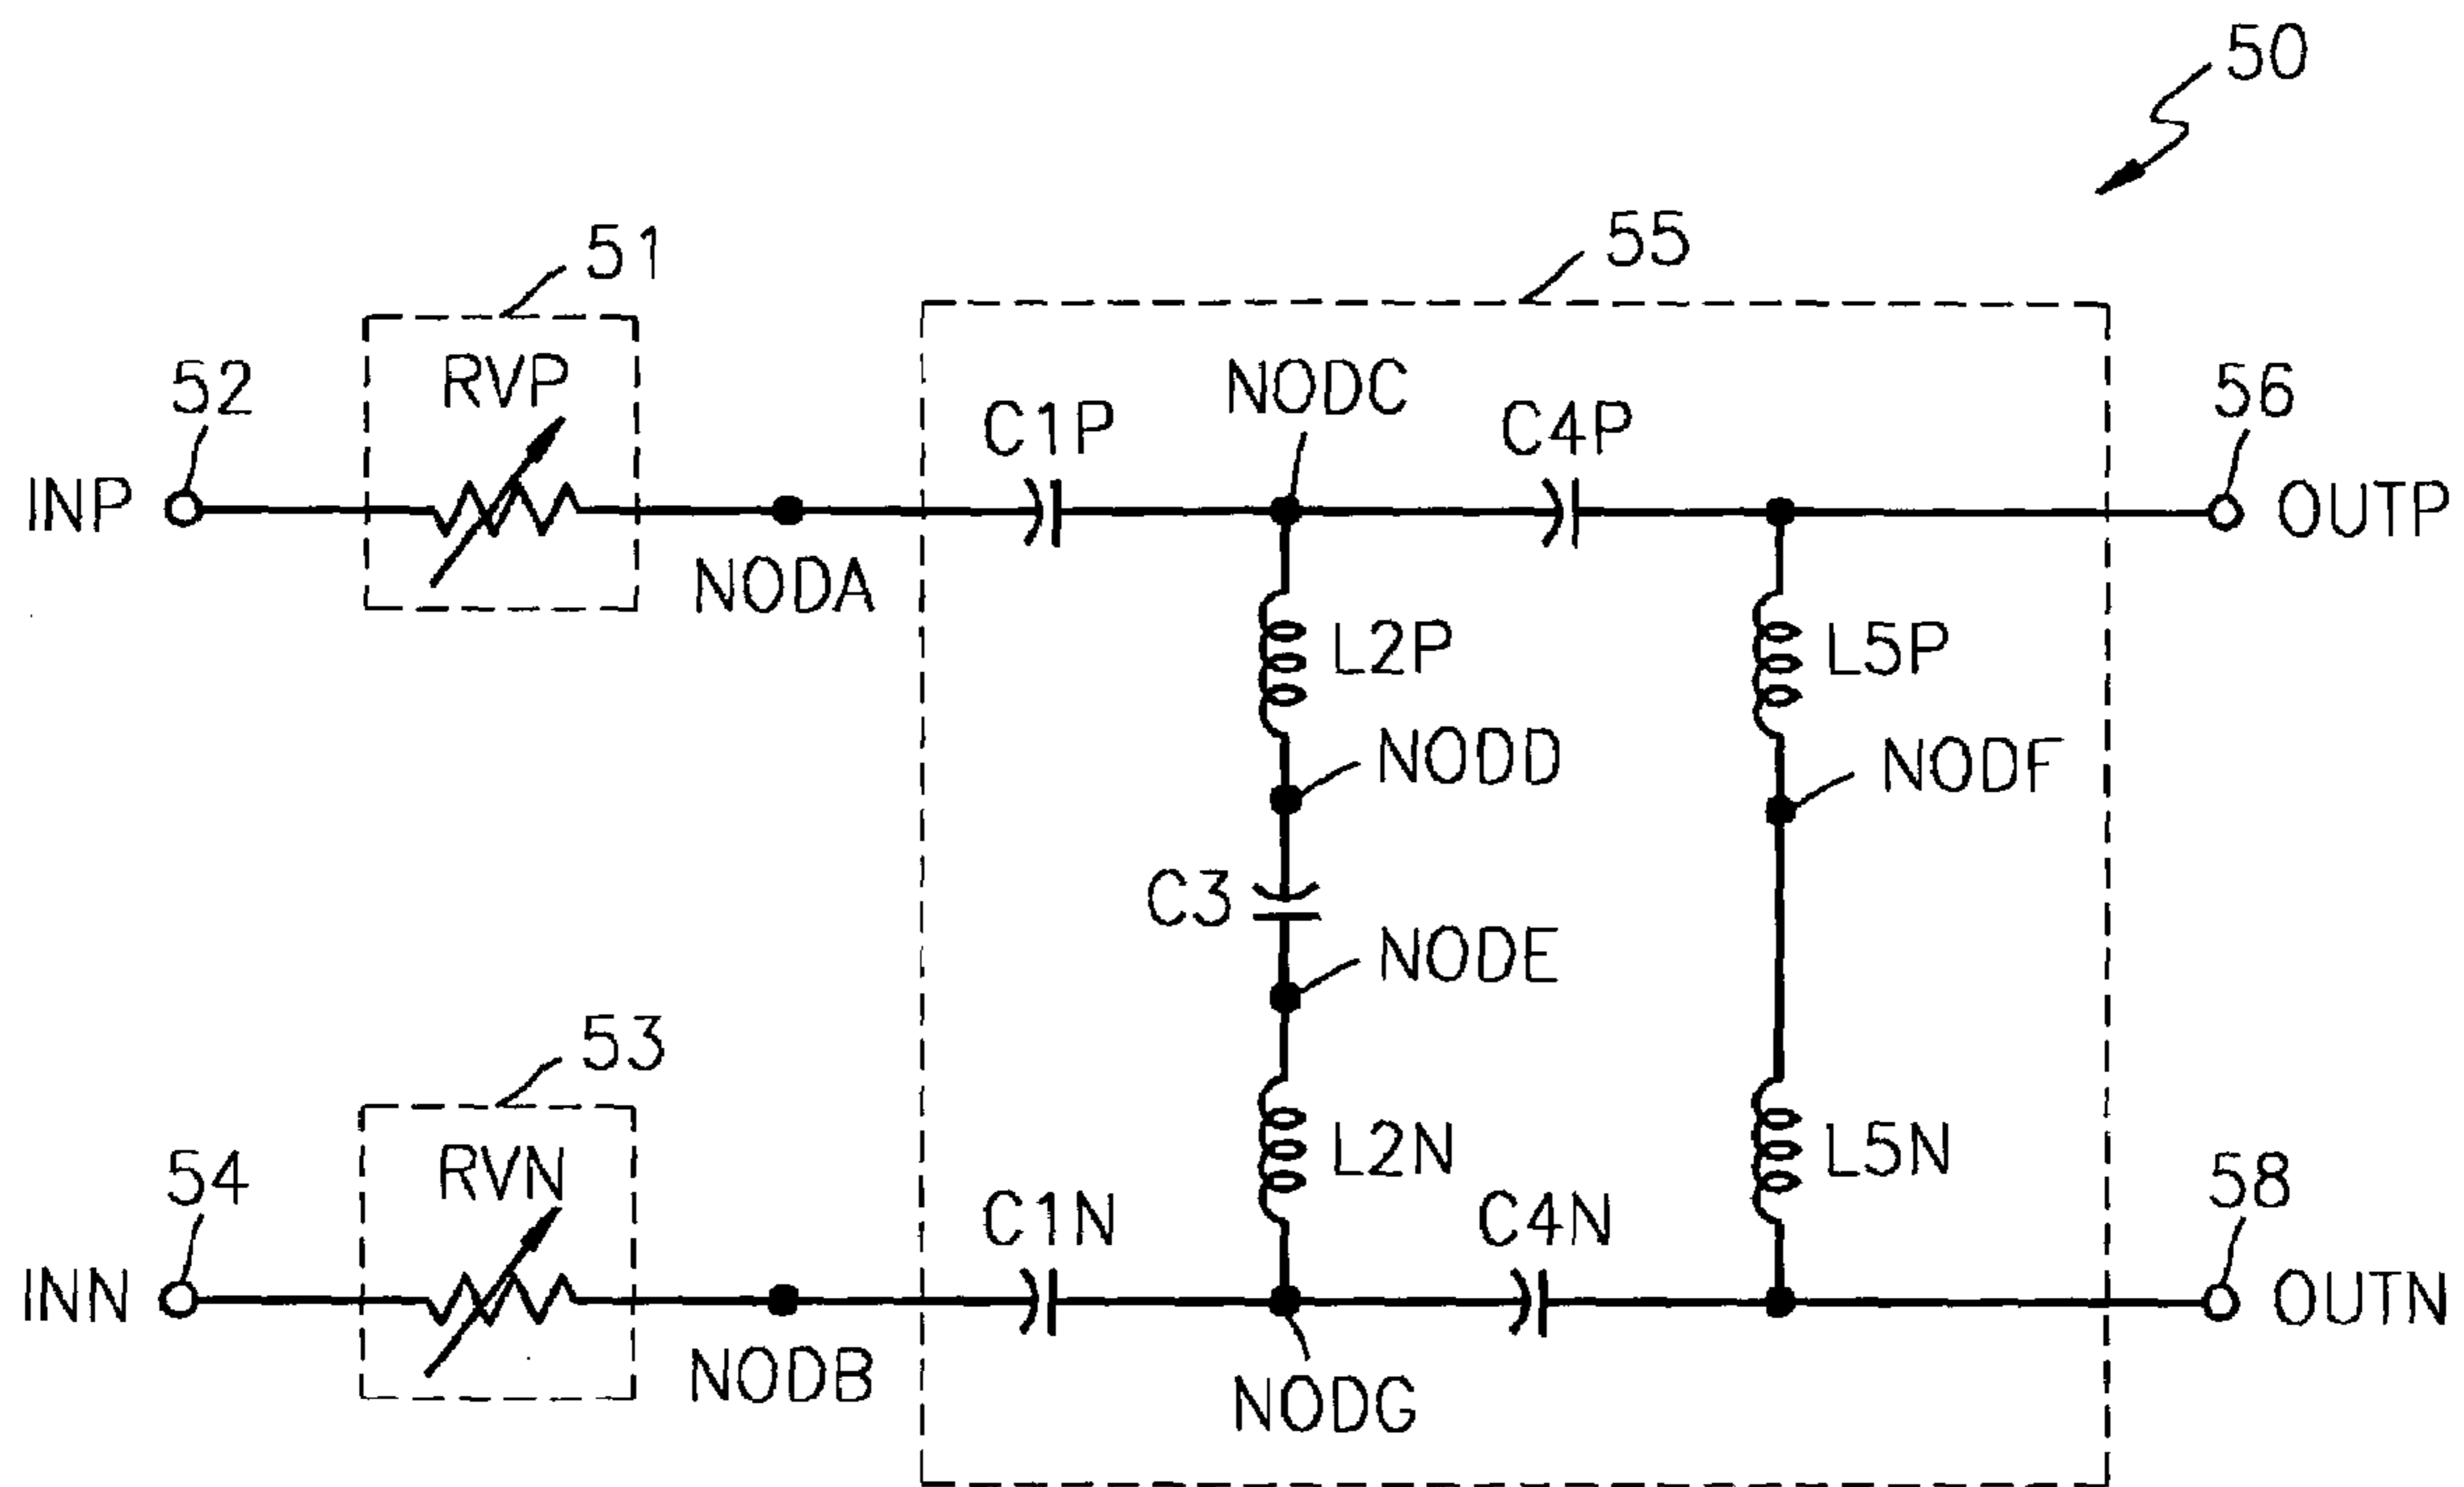 50
51
55
RVP
NODC
52
56
C1P
C4P
INP
OUTP
NODA
L2P
L5P
NODD
NODF
C3
NODE
53
RVN
L2N
L5N
54
58
C1N
C4N
INN
OUTN
NODB
NODG